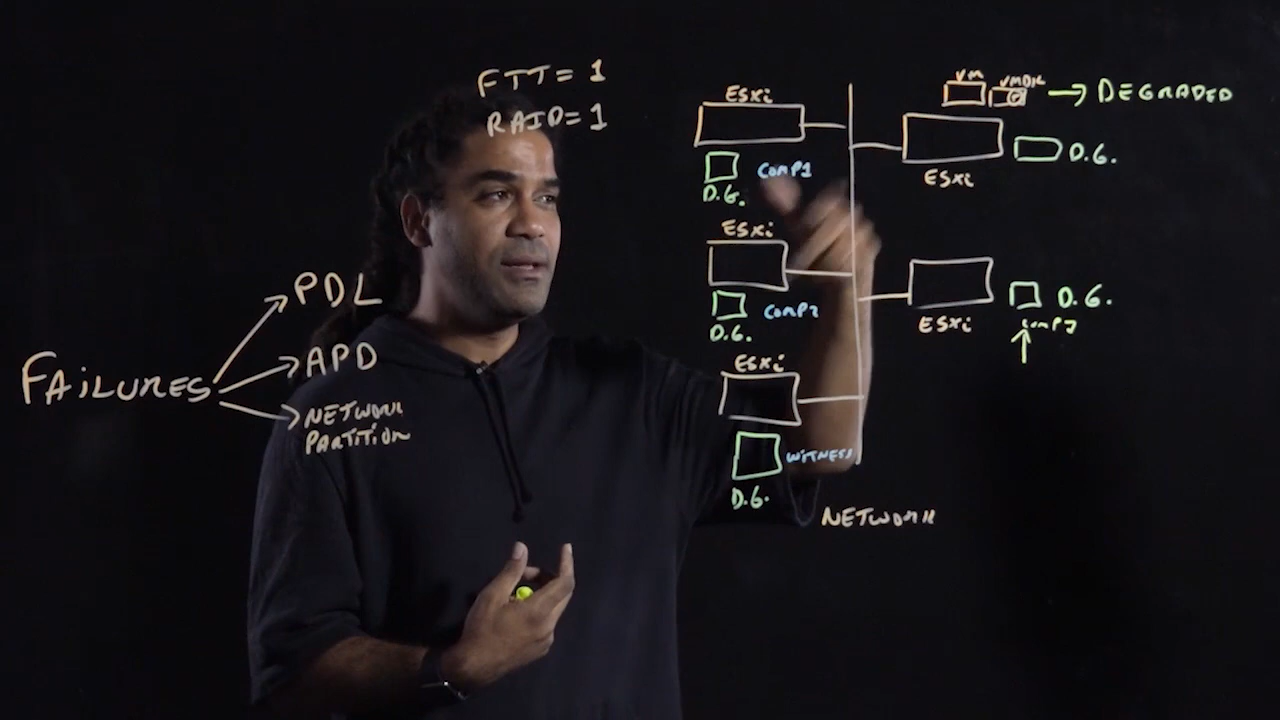 FTT = 1
RAID = 1
FAILURES
PDL
APD
NETWORK
PARTITION
ESXi
COMP1
D.G.
ESXi
COMP2
D.G.
ESXi
WITNESS
D.G.
NETWORK
VM
VMDK
DEGRADED
D.G.
ESXi
D.G.
ESXi